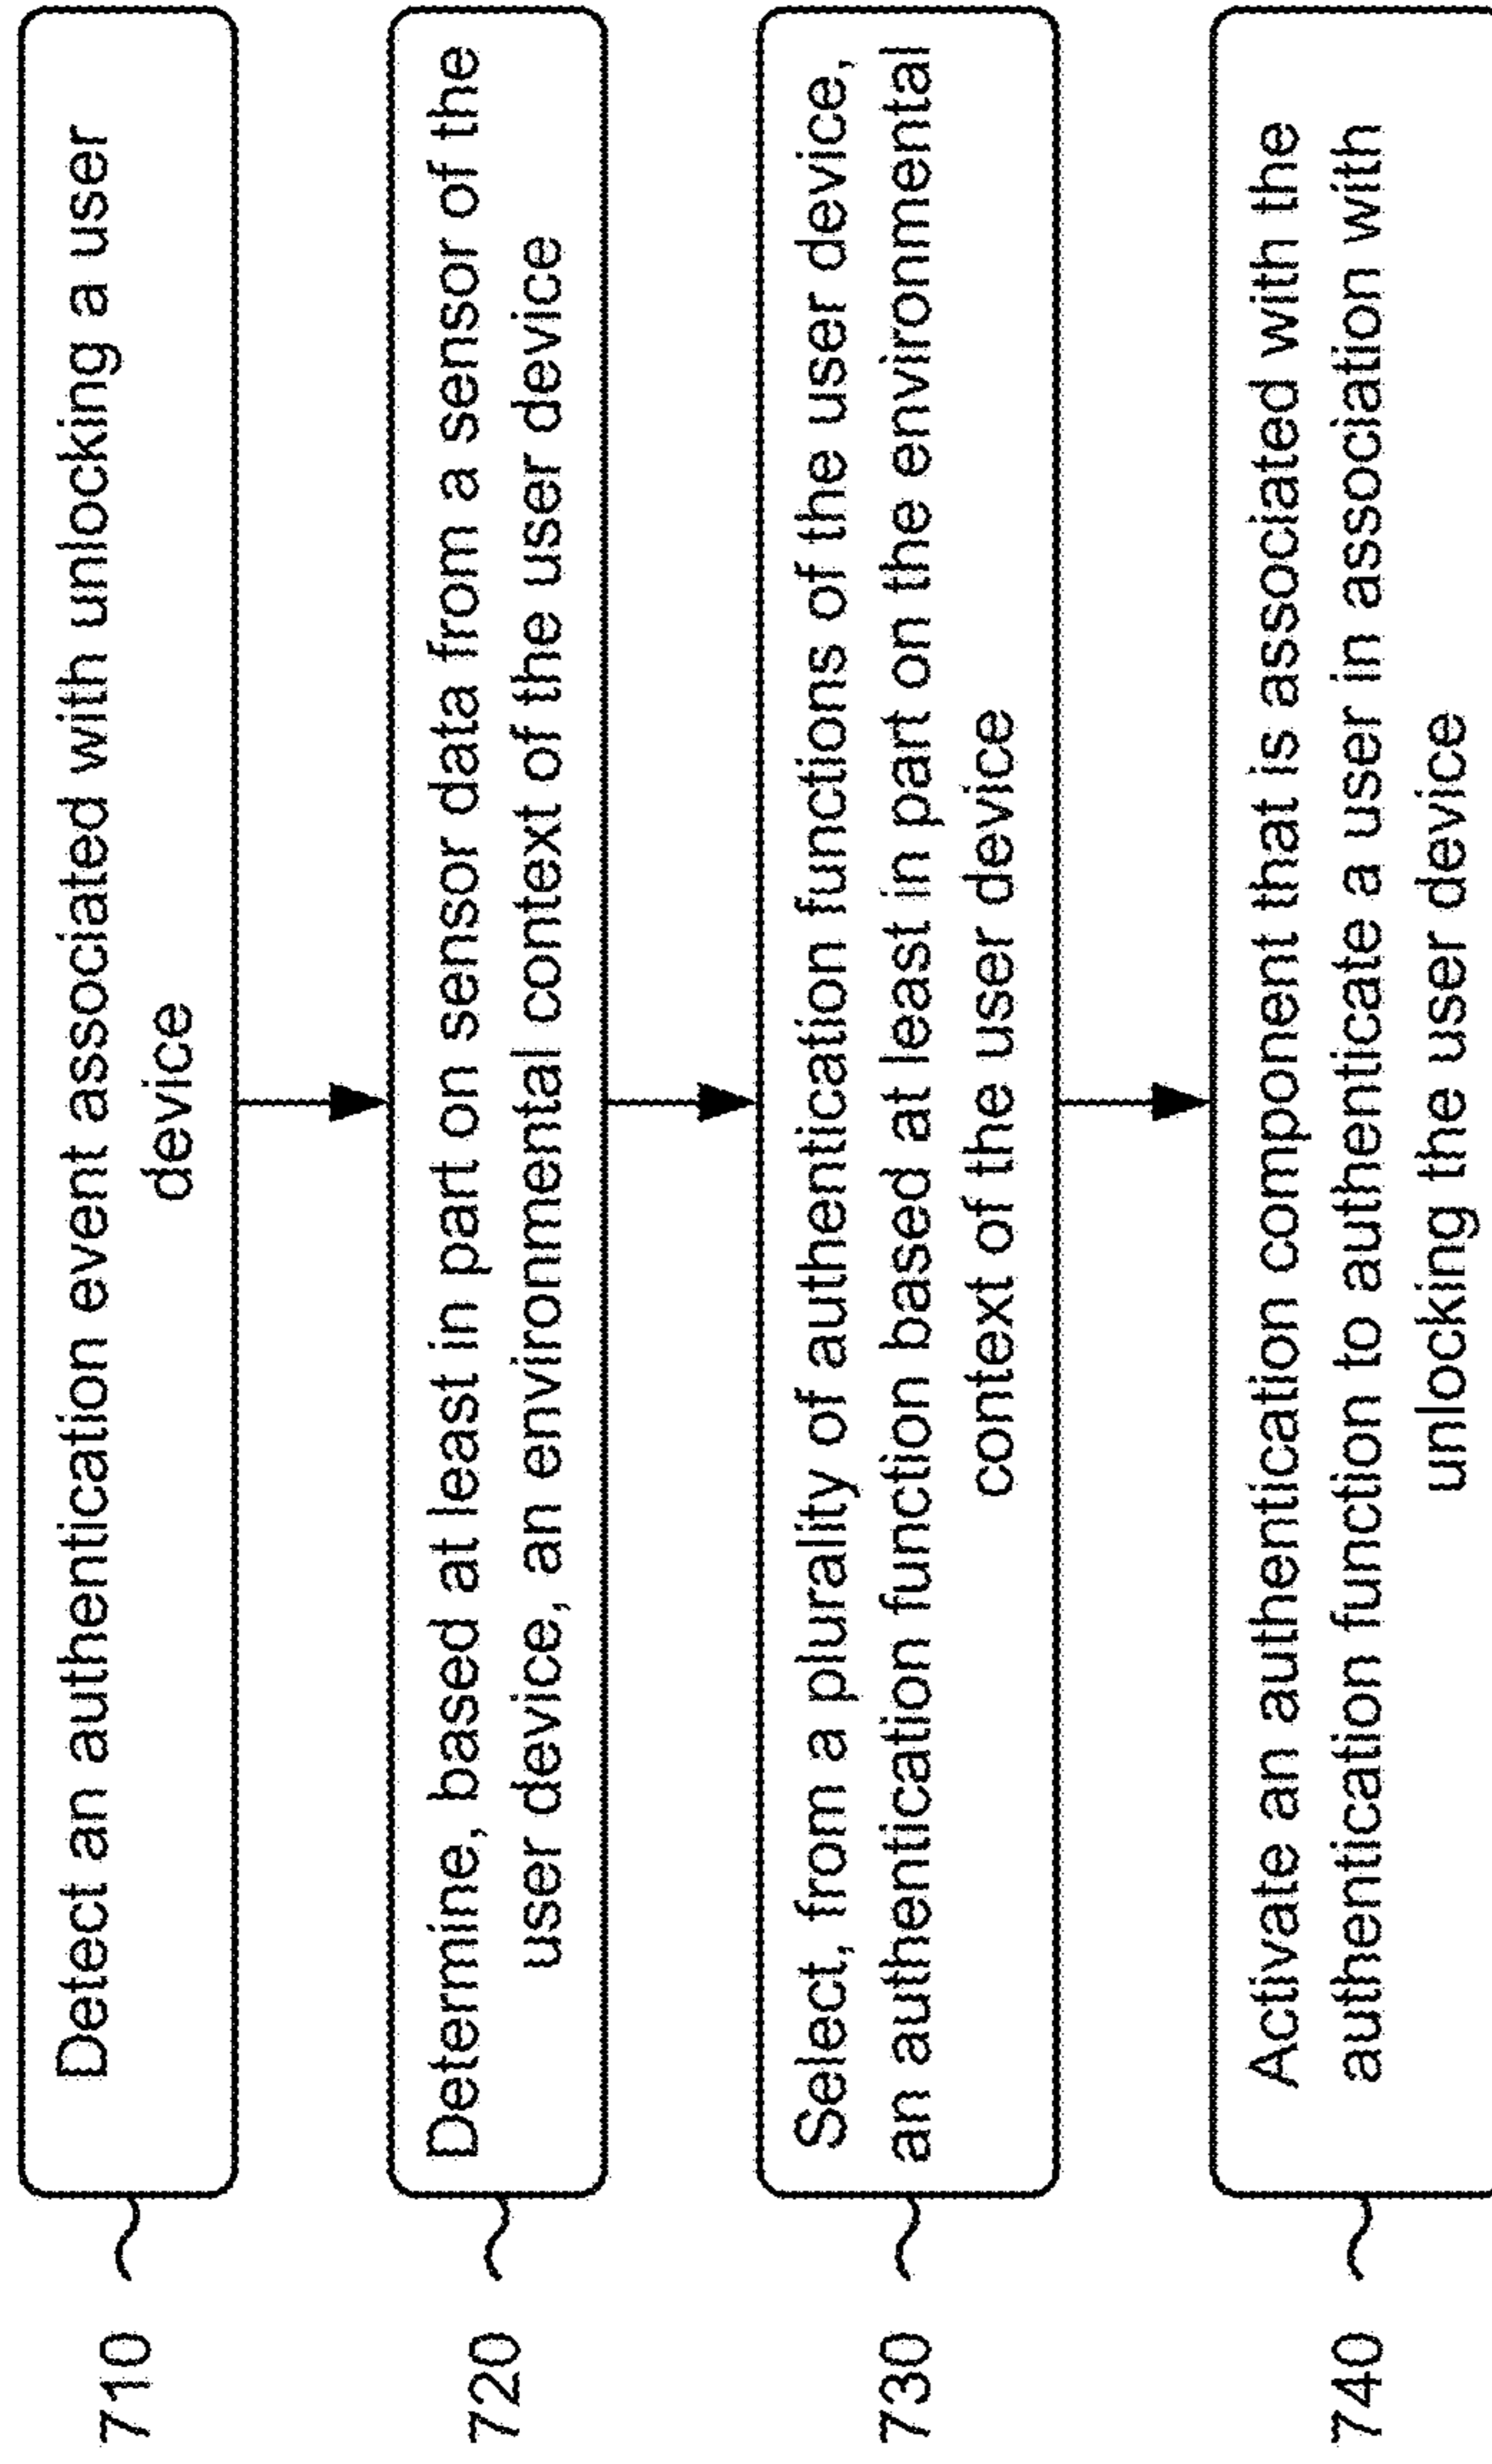 710
Detect an authentication event associated with unlocking a user
device
720
Determine, based at least in part on sensor data from a sensor of the
user device, an environmental context of the user device
730
Select, from a plurality of authentication functions of the user device,
an authentication function based at least in part on the environmental
context of the user device
740
Activate an authentication component that is associated with the
authentication function to authenticate a user in association with
unlocking the user device